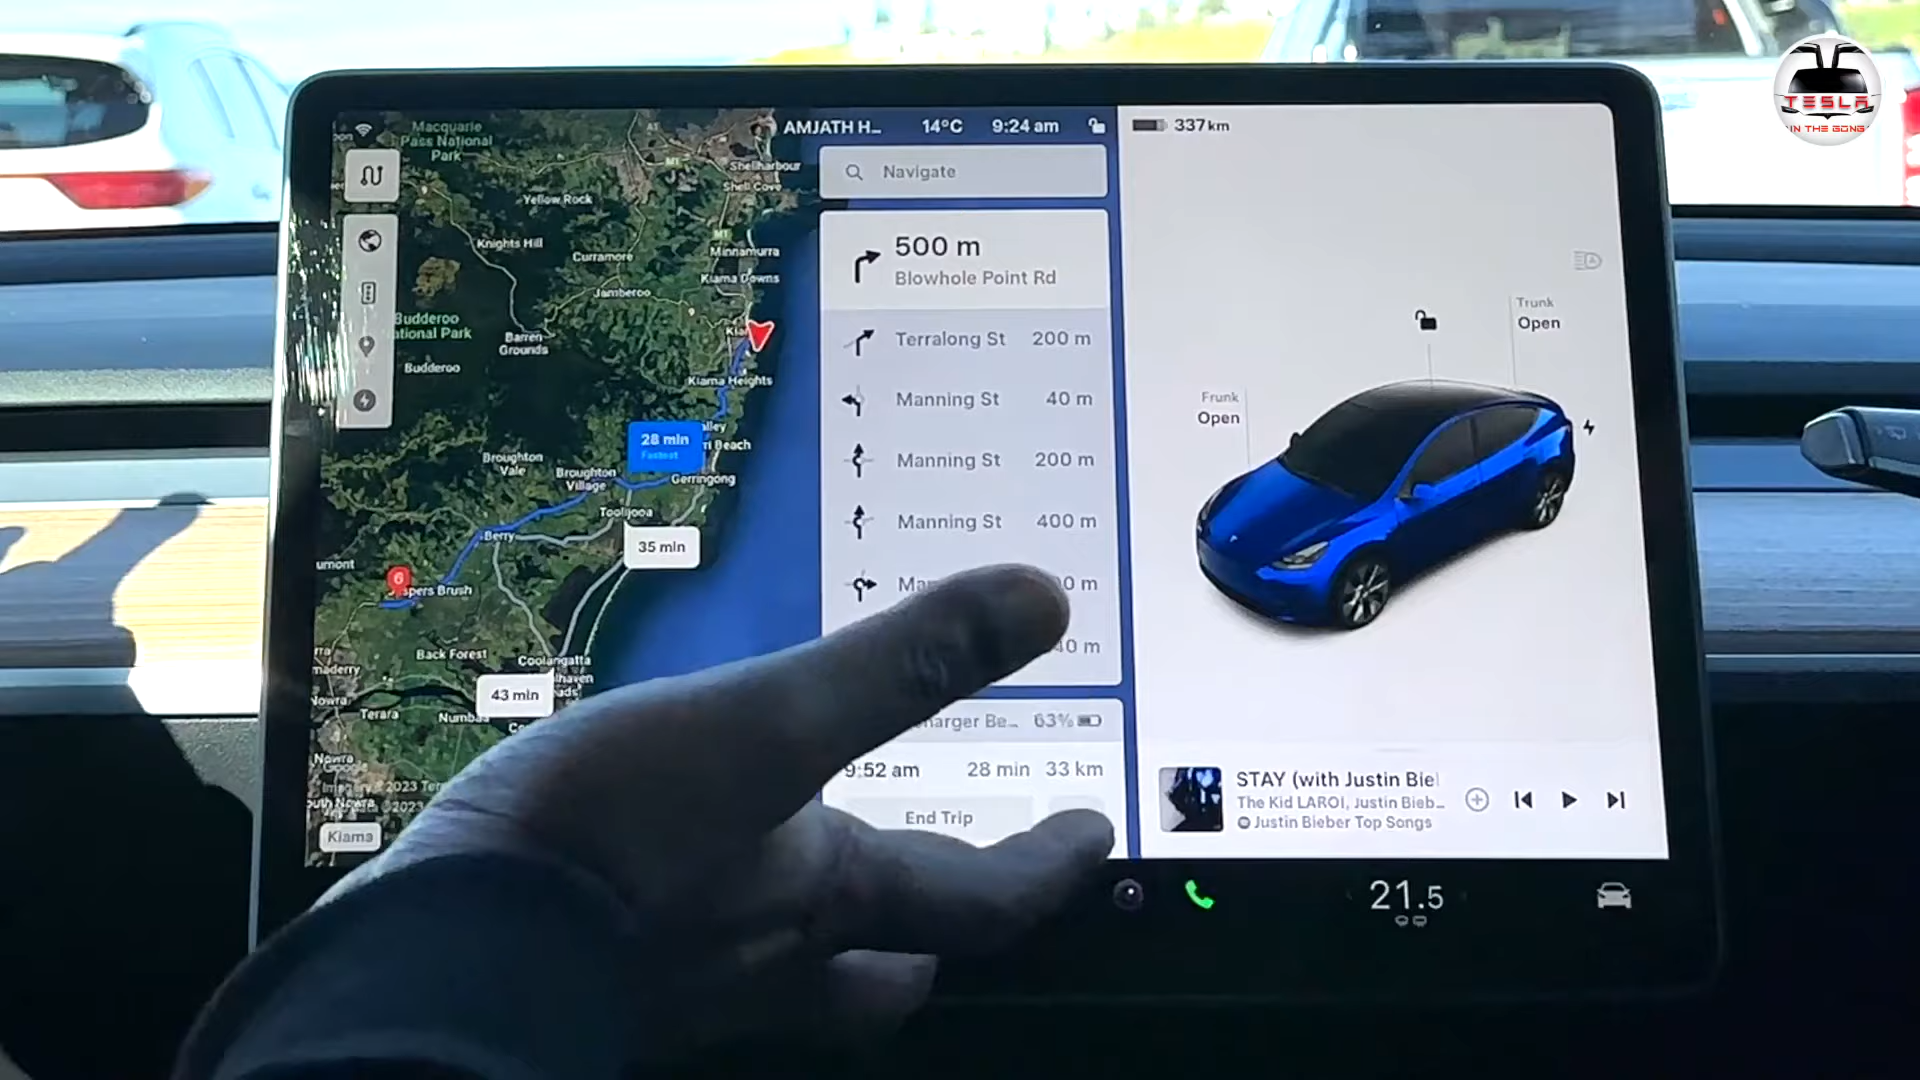 Macquarie
Pass National
Park
Shellharbour
Shell Cove
Yellow Rock
Knights Hill
Curramore
Minnamurra
Kiama Downs
Jamberoo
Budderoo
National Park
Barren
Grounds
Budderoo
Kiama Heights
28 min
Fastest
Broughton
Vale
Broughton
Village
Gerringong
Toolijooa
Berry
35 min
6
Back Forest
Coolangatta
43 min
Nowra
Terara
Nowra
Kiama
AMJATH H...
14°C
9:24 am
Navigate
500 m
Blowhole Point Rd
Terralong St 200 m
Manning St 40 m
Manning St 200 m
Manning St 400 m
63%
9:52 am 28 min 33 km
End Trip
337 km
Trunk
Open
Frunk
Open
STAY (with Justin Bie
The Kid LAROI, Justin Bieb...
Justin Bieber Top Songs
21.5
TESLA
IN THE GONG